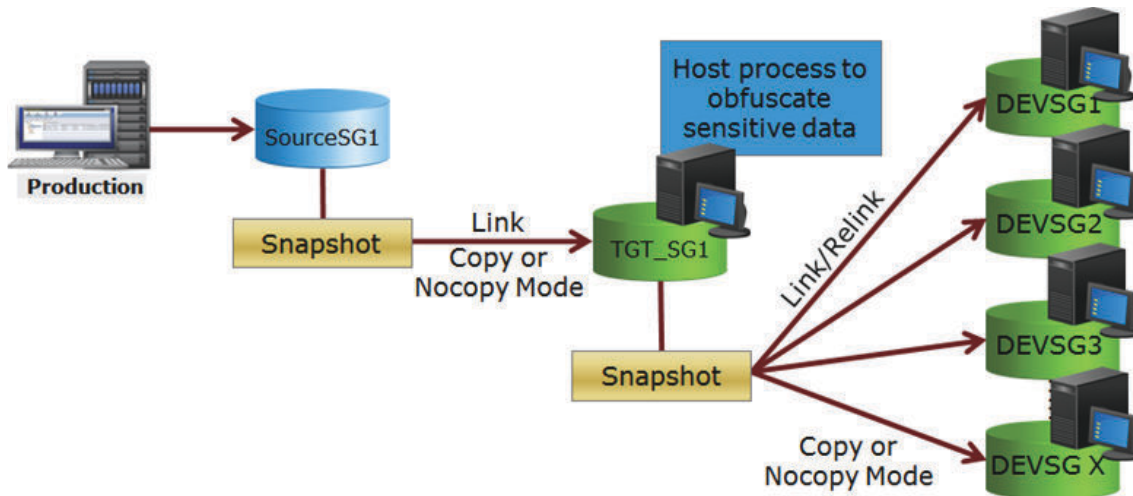 Production
SourceSG1
Snapshot
Link
Copy or
Nocopy Mode
Host process to
obfuscate
sensitive data
TGT_SG1
Snapshot
Link/Relink
Copy or
Nocopy Mode
DEVSG1
DEVSG2
DEVSG3
DEVSG X